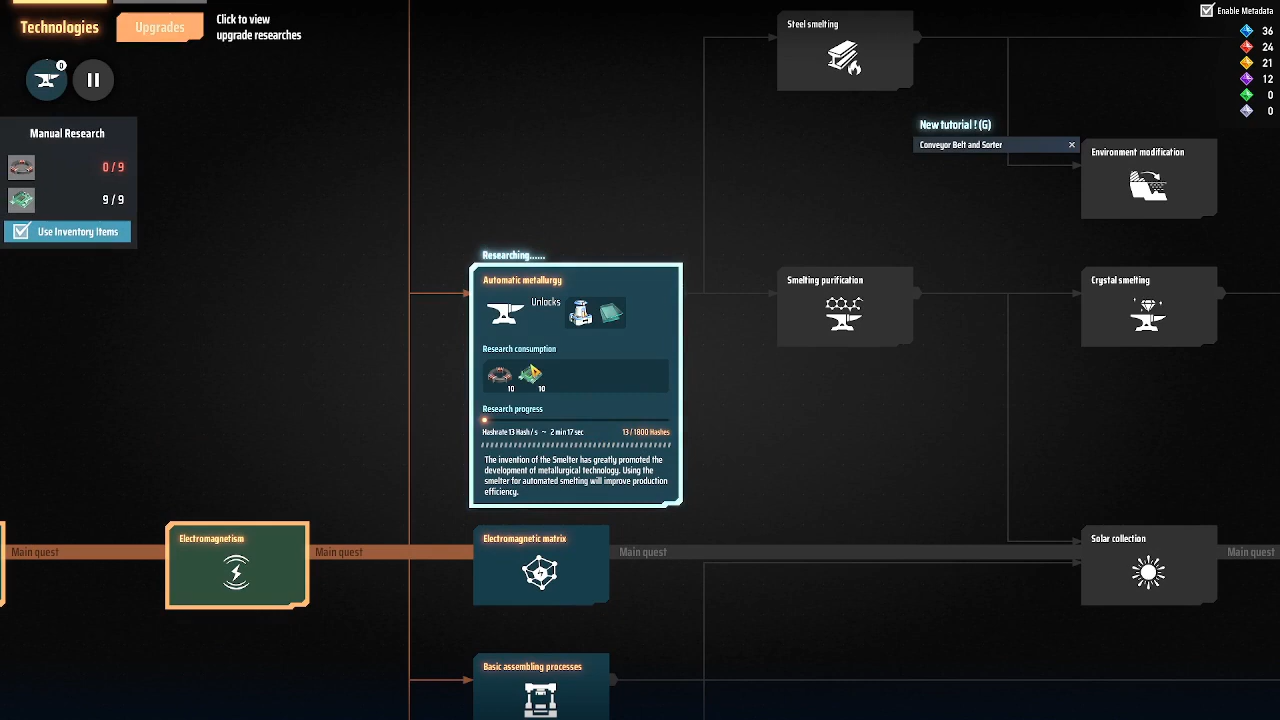 Technologies
Upgrades
Click to view
upgrade researches
0
Manual Research
0 / 9
9 / 9
Use Inventory Items
Steel smelting
Enable Metadata
36
24
21
12
0
0
New tutorial ! (G)
Conveyor Belt and Sorter
Environment modification
Researching......
Automatic metallurgy
Unlocks
Research consumption
10
10
Research progress
Hashrate 13 Hash / s ~ 2 min 17 sec
13 / 1800 Hashes
The invention of the Smelter has greatly promoted the
development of metallurgical technology. Using the
smelter for automated smelting will improve production
efficiency.
Smelting purification
Crystal smelting
Main quest
Electromagnetism
Main quest
Electromagnetic matrix
Main quest
Solar collection
Main quest
Basic assembling processes